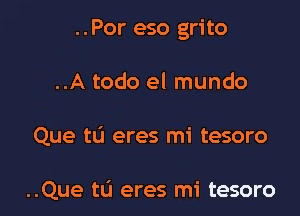 ..Por eso grito
..A todo el mundo
Que tú eres mi tesoro
..Que tú eres mi tesoro